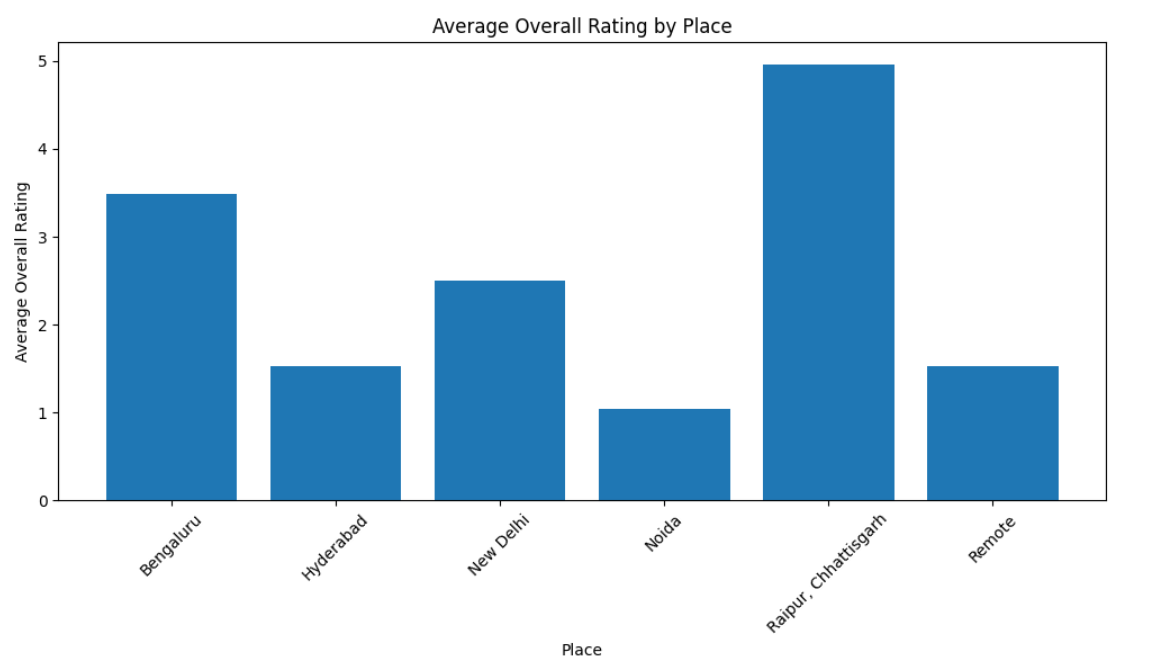 Average Overall Rating by Place
Average Overall Rating
5
4
3
2
1
0
Bengaluru
Hyderabad
New Delhi
Noida
Raipur, Chhattisgarh
Remote
Place